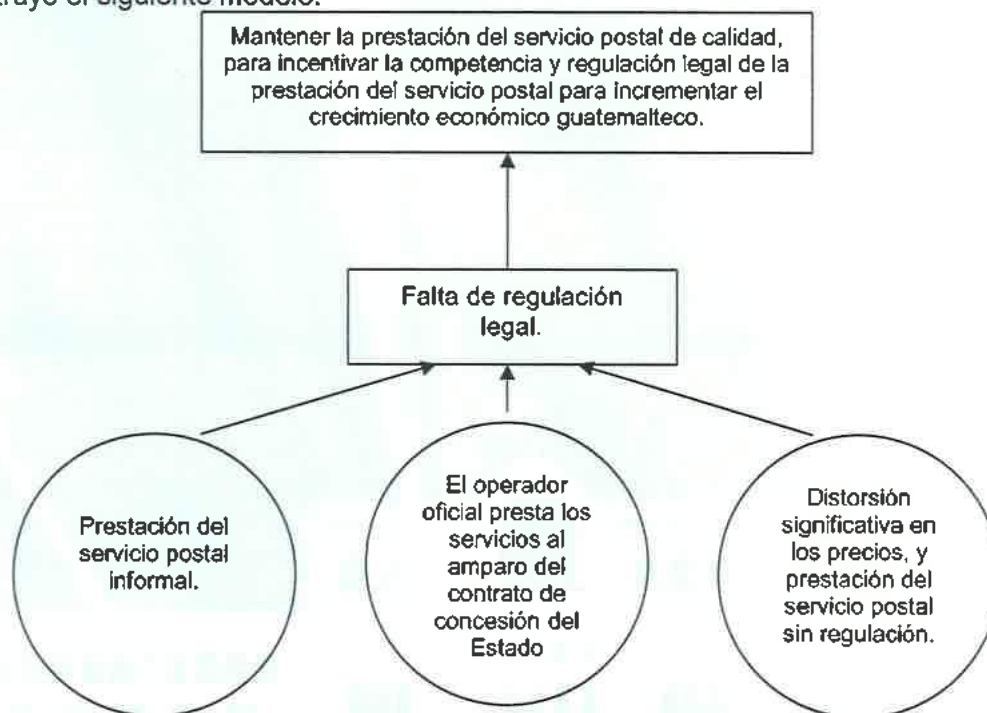 el siguiente modelo.
Mantener la prestación del servicio postal de calidad,
para incentivar la competencia y regulación legal de la
prestación del servicio postal para incrementar el
crecimiento económico guatemalteco.
Falta de regulación
legal.
Prestación del
servicio postal
informal.
El operador
oficial presta los
servicios al
amparo del
contrato de
concesión del
Estado
Distorsión
significativa en
los precios, y
prestación del
servicio postal
sin regulación.